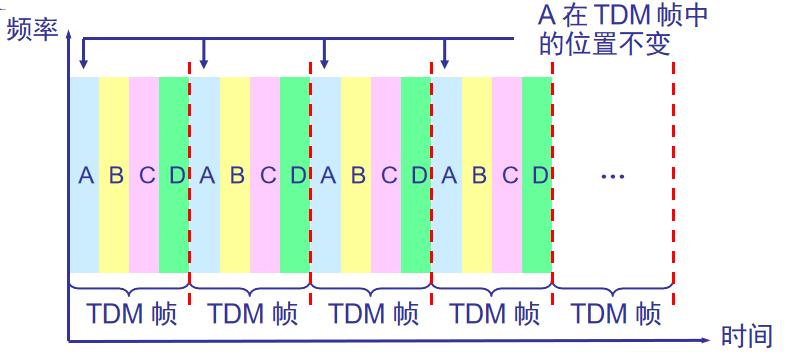 频率
A 在 TDM 帧中
的位置不变
A B C D A B C D A B C D A B C D …
TDM 帧 TDM 帧 TDM 帧 TDM 帧 TDM 帧
时间